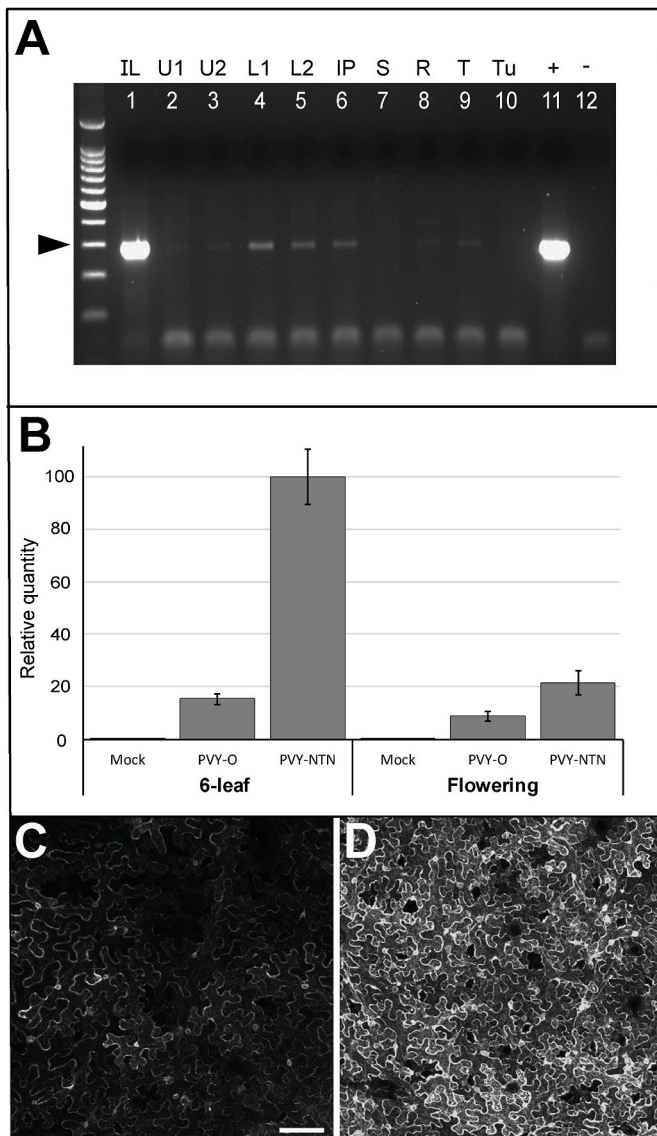 A
IL U1 U2 L1 L2 IP S R T Tu + -
1 2 3 4 5 6 7 8 9 10 11 12
B
Relative quantity
100
80
60
40
20
0
Mock PVY-O PVY-NTN Mock PVY-O PVY-NTN
6-leaf Flowering
C D